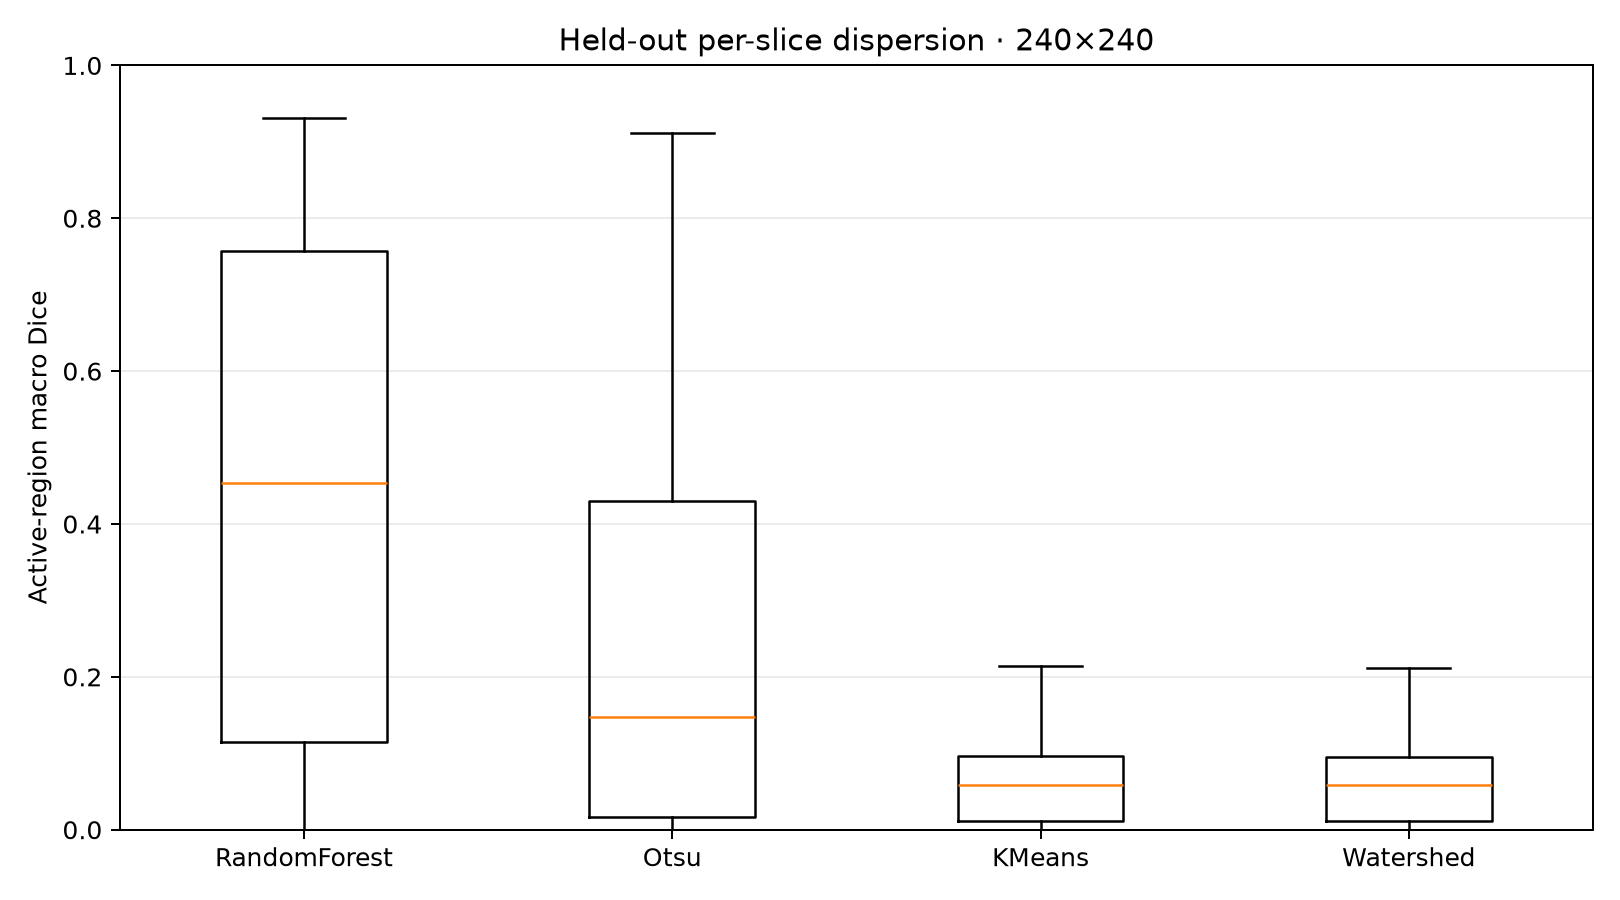 Held-out per-slice dispersion · 240×240
Active-region macro Dice
1.0
0.8
0.6
0.4
0.2
0.0
RandomForest
Otsu
KMeans
Watershed